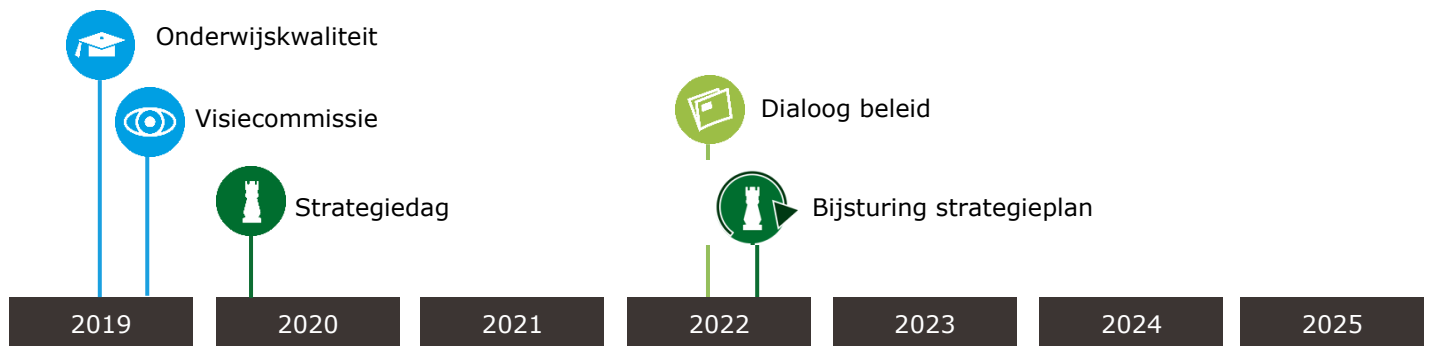 Onderwijskwaliteit
Visiecommissie
Dialoog beleid
Strategiedag
Bijsturing strategieplan
2019
2020
2021
2022
2023
2024
2025